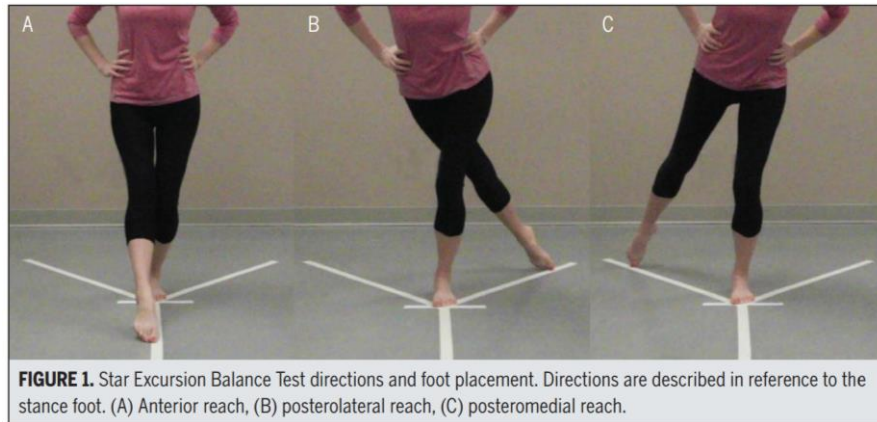 A B C
FIGURE 1. Star Excursion Balance Test directions and foot placement. Directions are described in reference to the
stance foot. (A) Anterior reach, (B) posterolateral reach, (C) posteromedial reach.